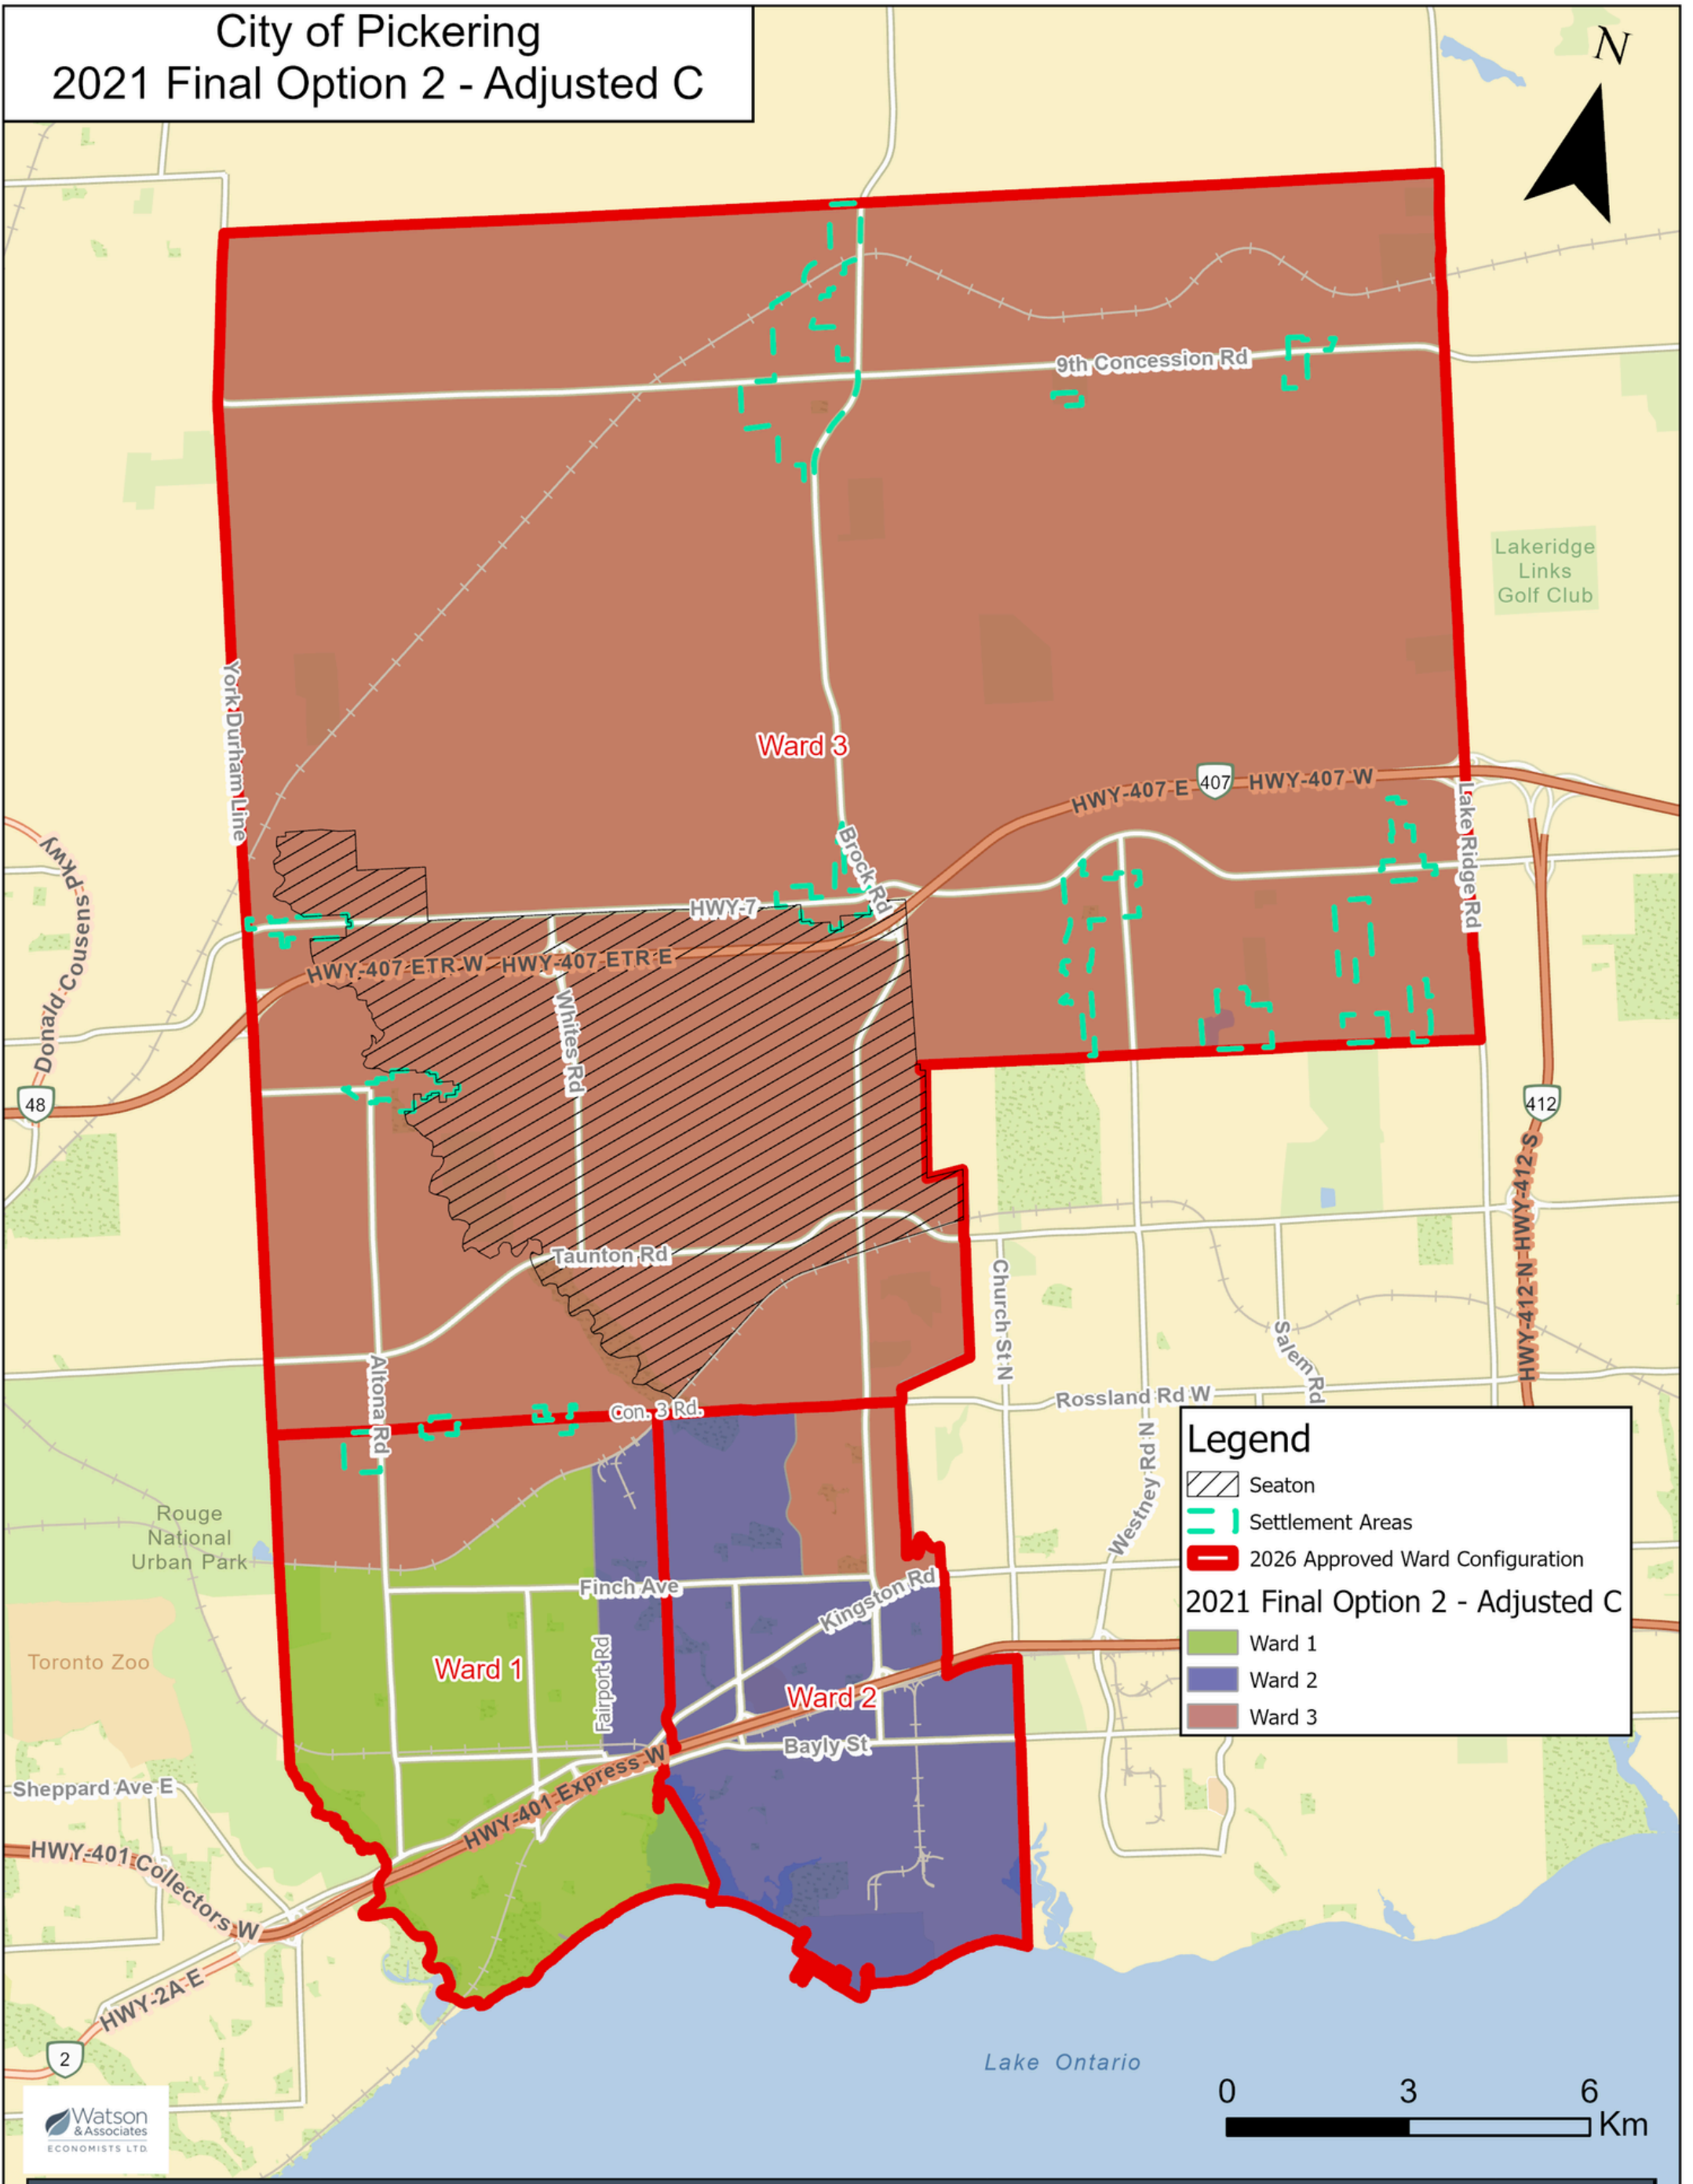 City of Pickering
2021 Final Option 2 - Adjusted C
N
9th Concession Rd
Lakeridge
Links
Golf Club
York Durham Line
Ward 3
HWY-407 E
407
HWY-407 W
Brock Rd
Lake Ridge Rd
Donald Cousens Pkwy
HWY-7
HWY-407 ETR W
HWY-407 ETR E
Whites Rd
48
412
HWY-412 N HWY-412 S
Taunton Rd
Church St N
Salem Rd
Altona Rd
Con. 3 Rd.
Rossland Rd W
Westney Rd N
Legend
Seaton
Settlement Areas
2026 Approved Ward Configuration
2021 Final Option 2 - Adjusted C
Ward 1
Ward 2
Ward 3
Rouge
National
Urban Park
Finch Ave
Kingston Rd
Toronto Zoo
Ward 1
Fairport Rd
Ward 2
Bayly St
Sheppard Ave E
HWY-401 Express W
HWY-401 Collectors W
HWY-2A E
2
Lake Ontario
0 3 6
Km
Watson
& Associates
ECONOMISTS LTD.